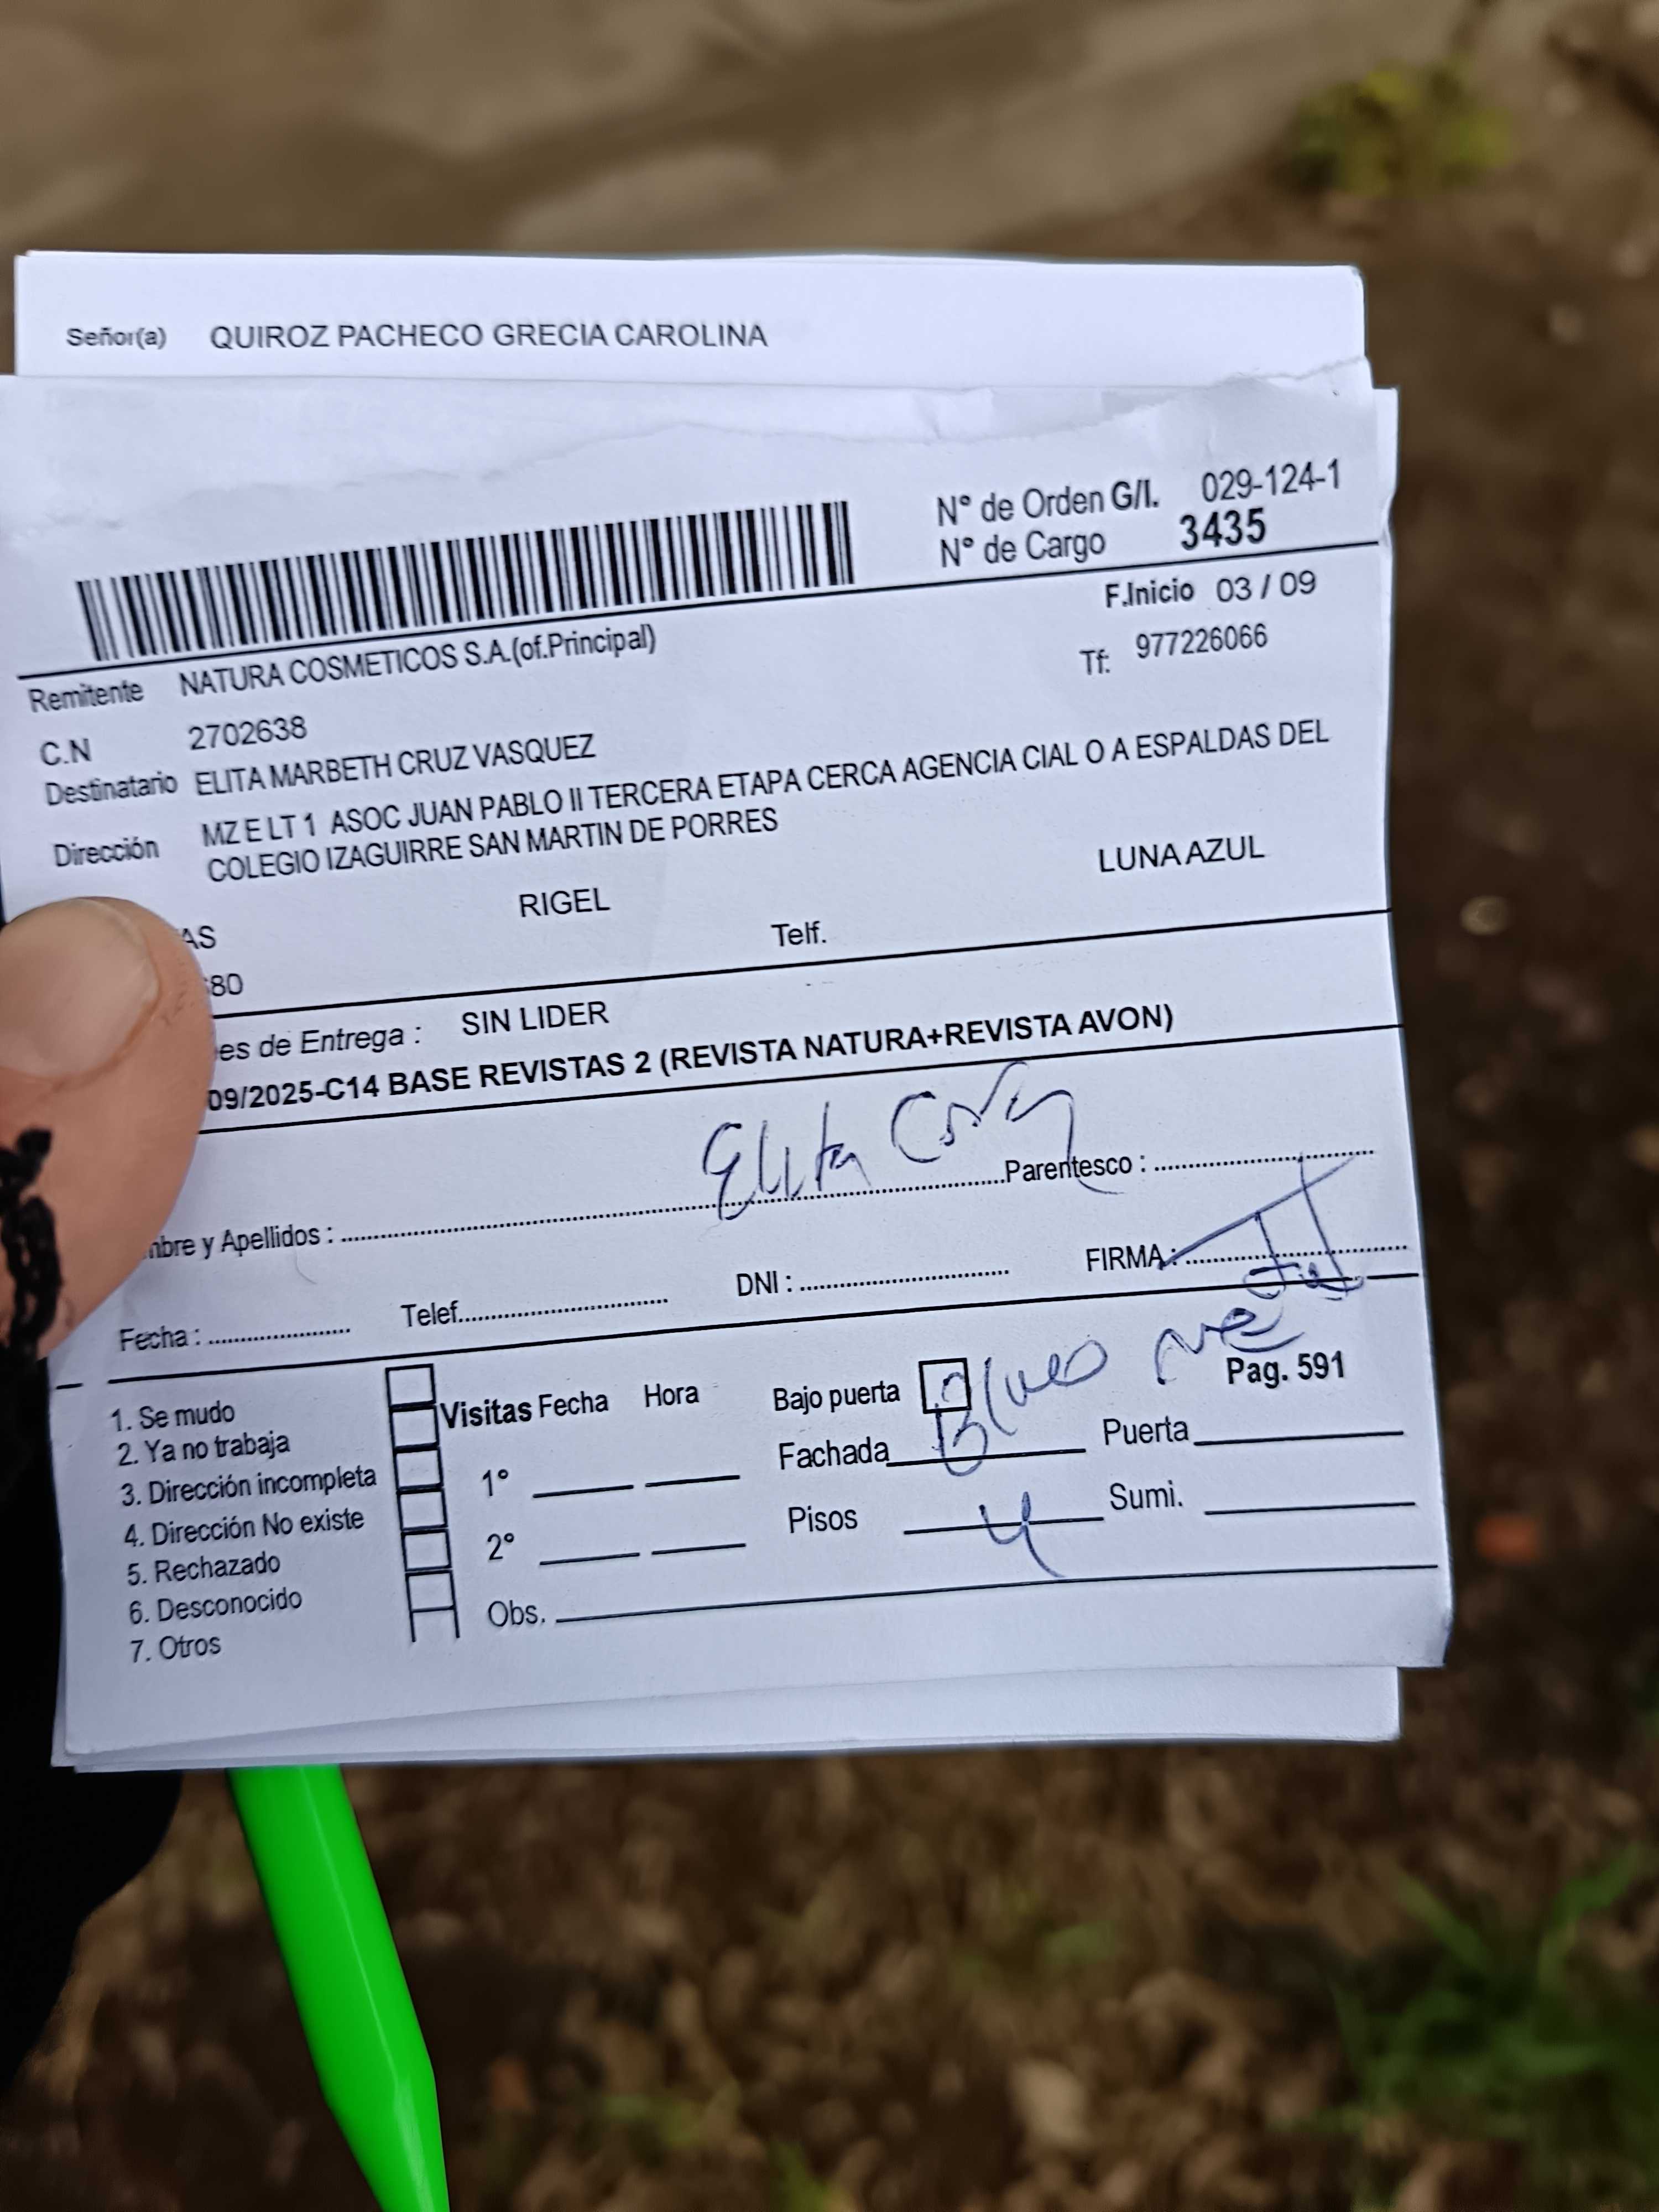 Señor(a) QUIROZ PACHECO GRECIA CAROLINA
N° de Orden G/I. 029-124-1
N° de Cargo 3435
F.Inicio 03 / 09
Remitente NATURA COSMETICOS S.A.(of.Principal)
Tf: 977226066
C.N 2702638
Destinatario ELITA MARBETH CRUZ VASQUEZ
Dirección MZ E LT 1 ASOC JUAN PABLO II TERCERA ETAPA CERCA AGENCIA CIAL O A ESPALDAS DEL
COLEGIO IZAGUIRRE SAN MARTIN DE PORRES
AS RIGEL LUNA AZUL
80 Telf.
es de Entrega : SIN LIDER
09/2025-C14 BASE REVISTAS 2 (REVISTA NATURA+REVISTA AVON)
mbre y Apellidos : Elita Parentesco :
Fecha : Telef. DNI : FIRMA :
1. Se mudo
2. Ya no trabaja
3. Dirección incompleta
4. Dirección No existe
5. Rechazado
6. Desconocido
7. Otros
Visitas Fecha Hora
1°
2°
Obs.
Bajo puerta Pag. 591
Fachada Puerta
Pisos 4 Sumi.